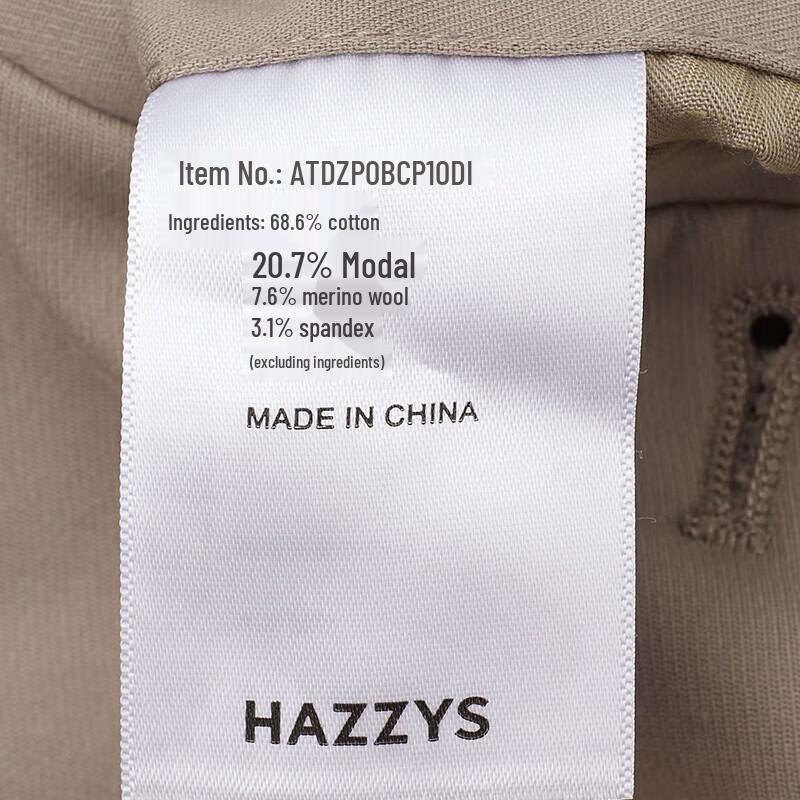 Item No.: ATDZP0BCP10DI
Ingredients: 68.6% cotton
20.7% Modal
7.6% merino wool
3.1% spandex
(excluding ingredients)
MADE IN CHINA
HAZZYS